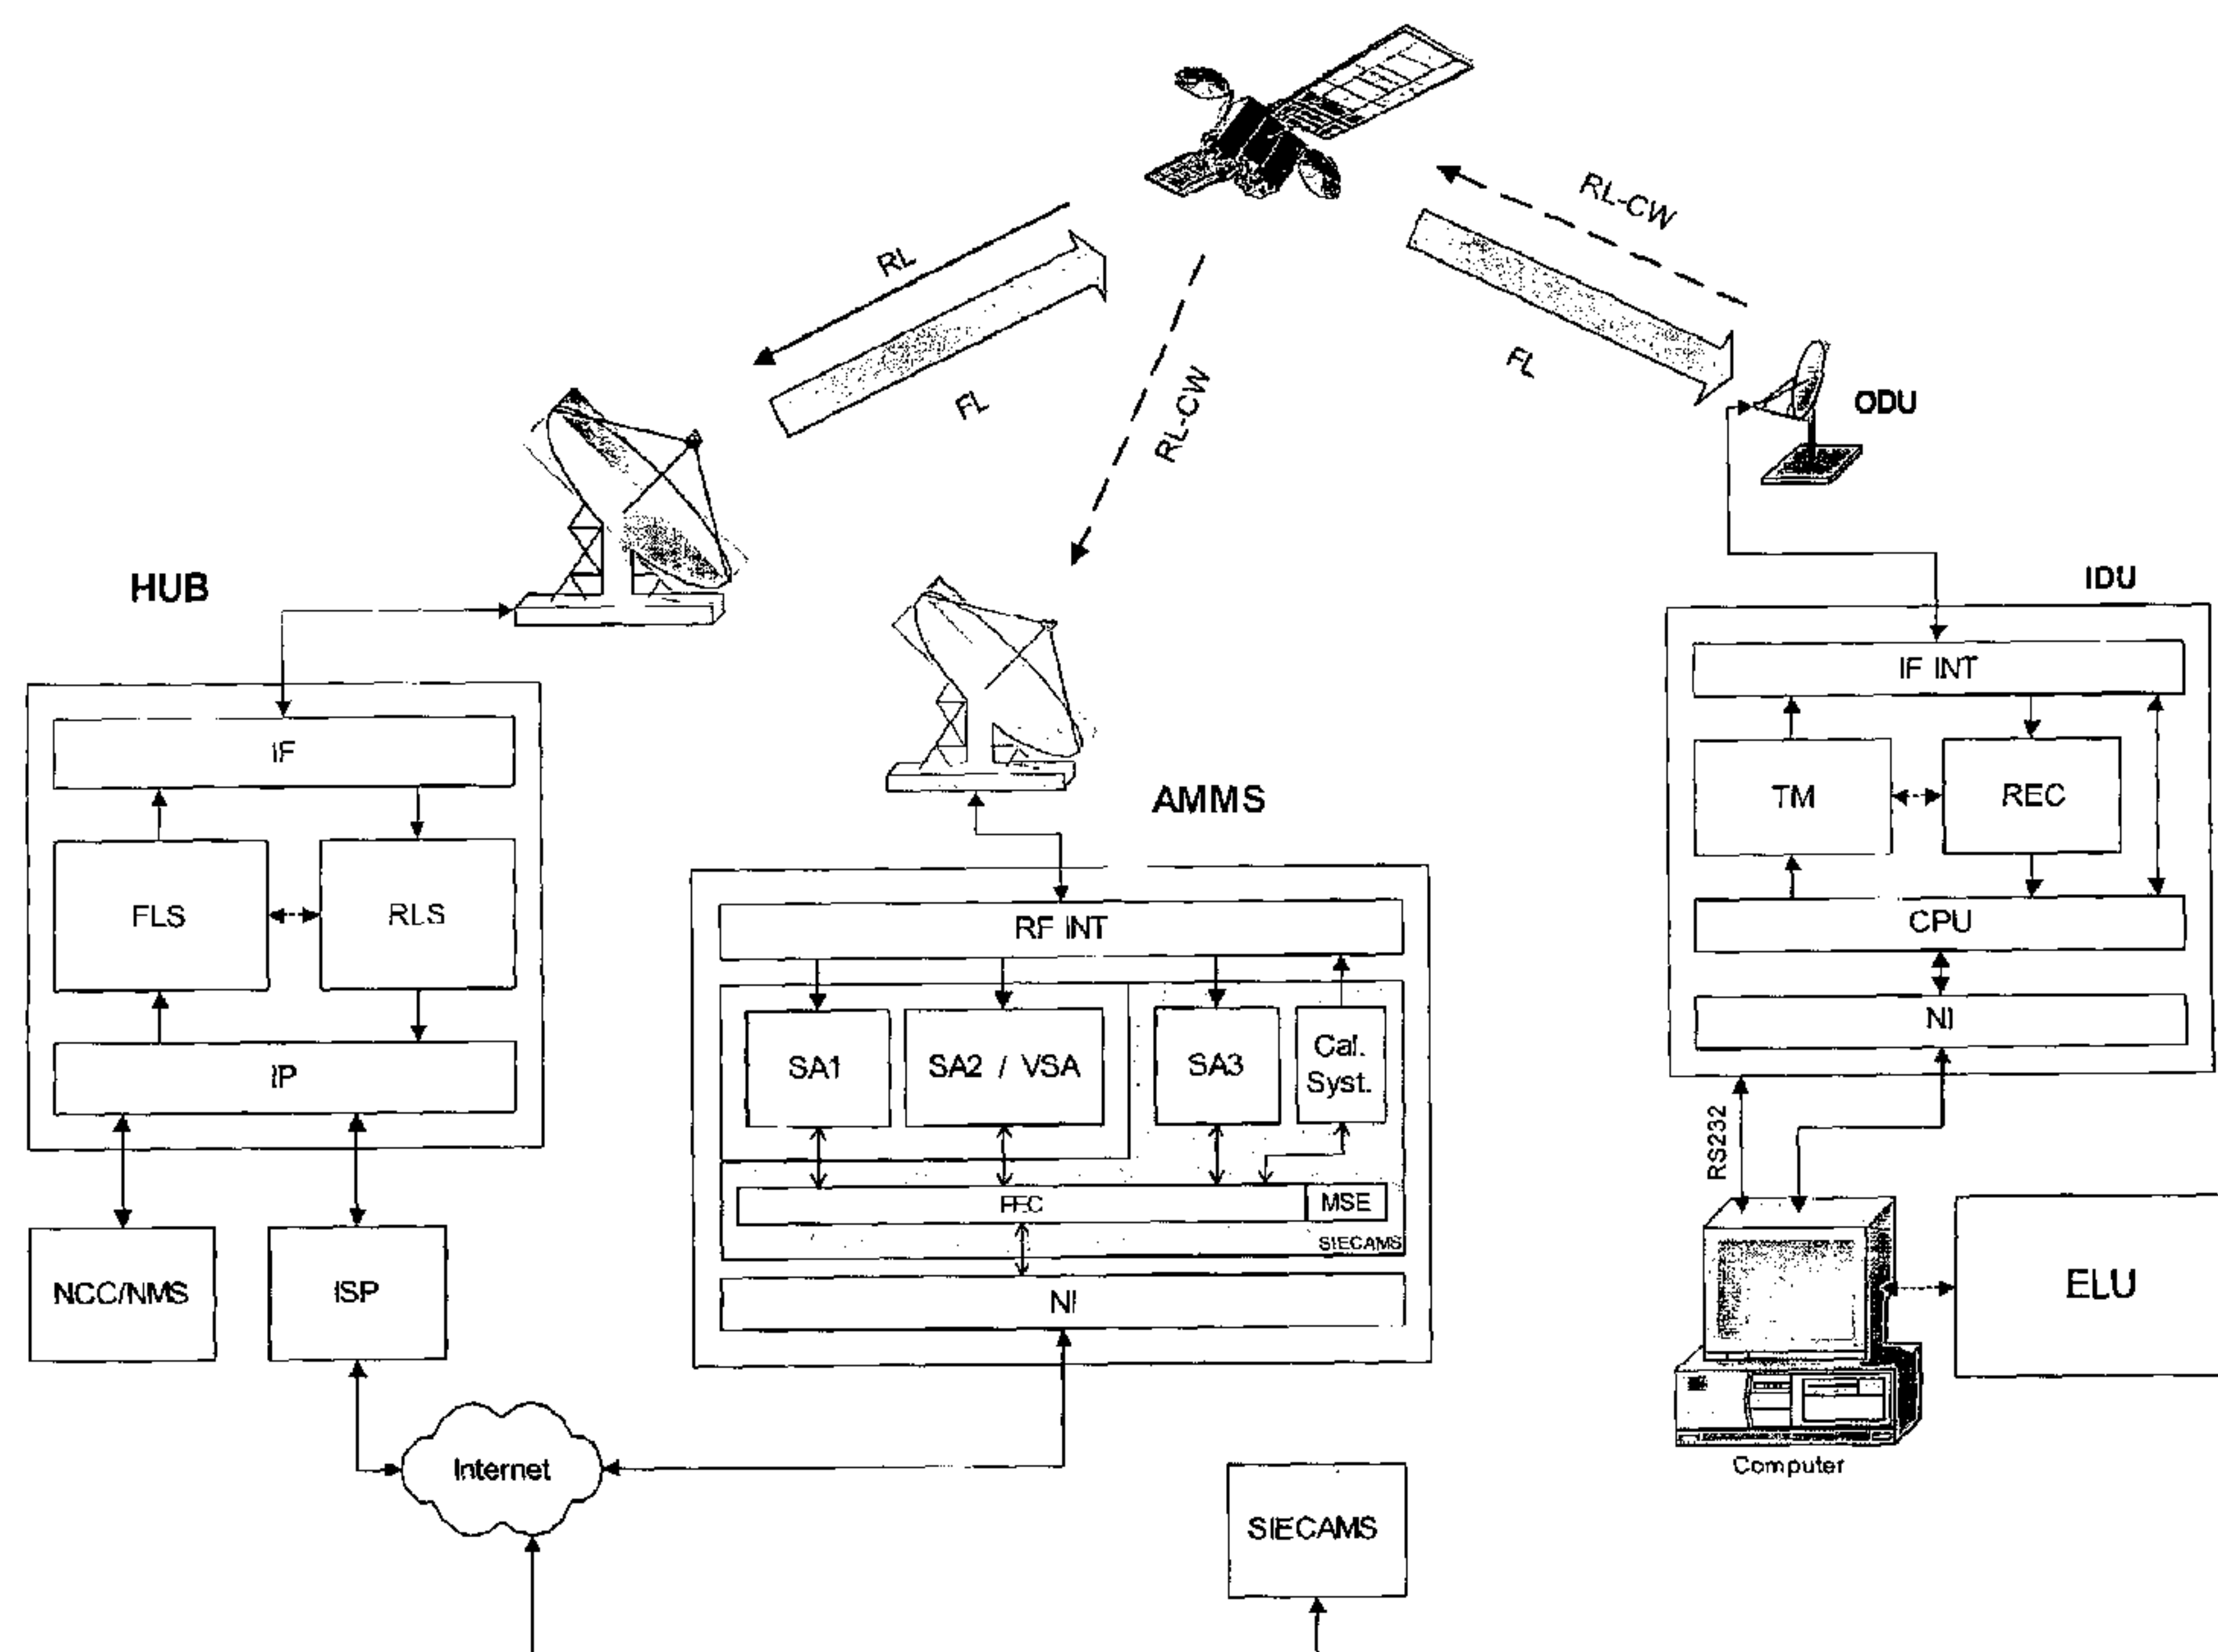 RL-CW
RL
FL
RL-CW
FL
ODU
HUB
IDU
IF INT
IF
AMMS
TM
REC
FLS
RLS
RF INT
CPU
NI
IP
SA1
SA2 / VSA
SA3
Cal.
Syst.
RS232
MSE
SIECAMS
NCC/NMS
ISP
NI
ELU
Internet
Computer
SIECAMS